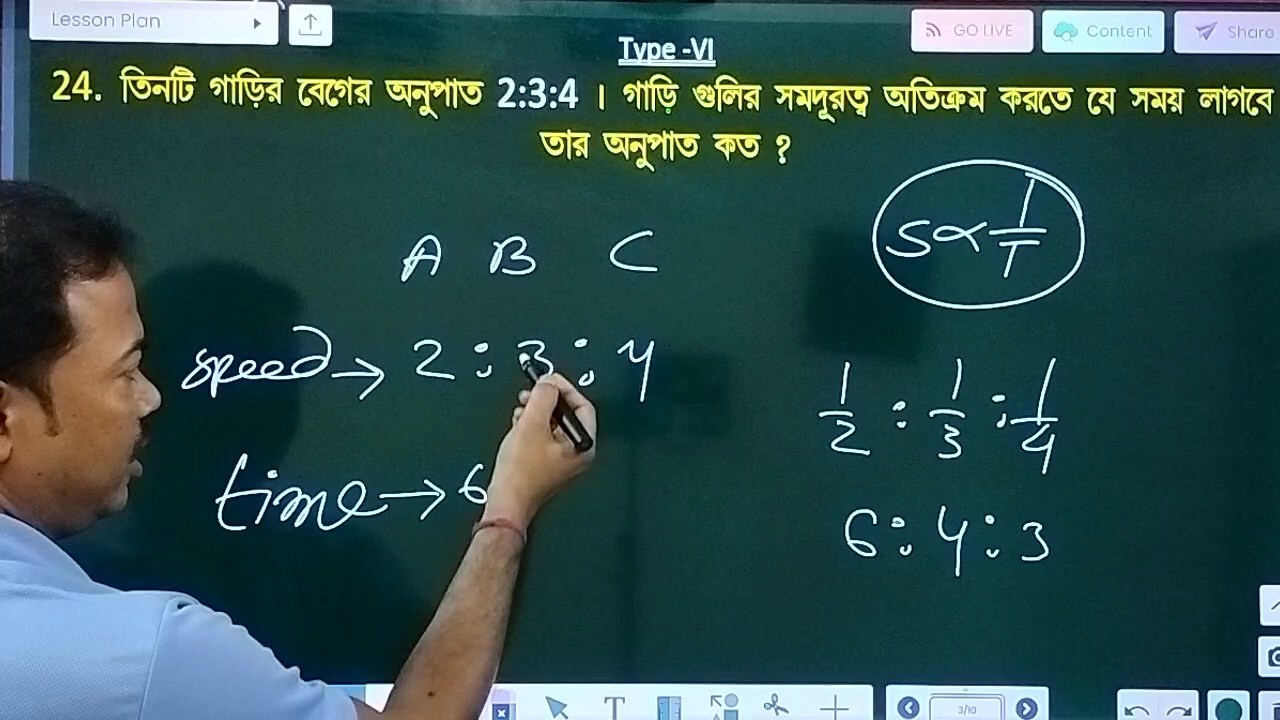 Lesson Plan
GO LIVE
Content
Share
Type -VI
24. তিনটি গাড়ির বেগের অনুপাত 2:3:4 । গাড়ি গুলির সমদূরত্ব অতিক্রম করতে যে সময় লাগবে
তার অনুপাত কত ?
S∝1/T
A B C
speed→ 2:3:4
1/2 : 1/3 : 1/4
time→ 6
6:4:3
T
3/10